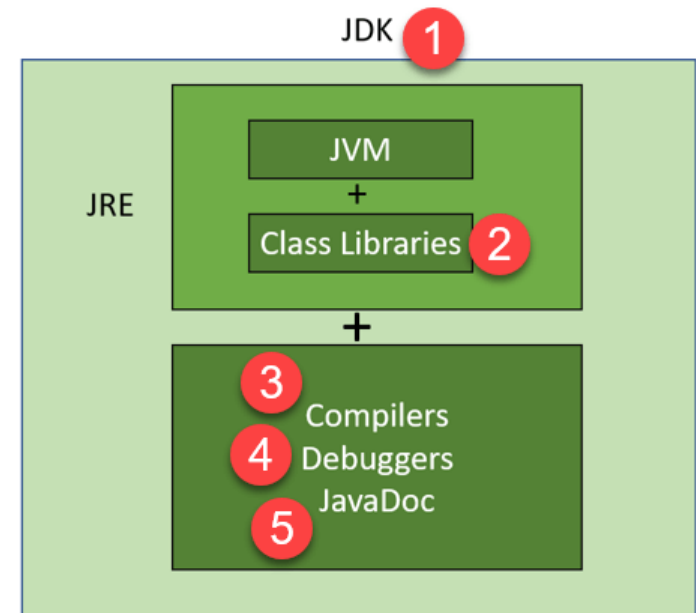 JDK 1
JVM
+
JRE
Class Libraries 2
+
3
Compilers
4 Debuggers
JavaDoc
5